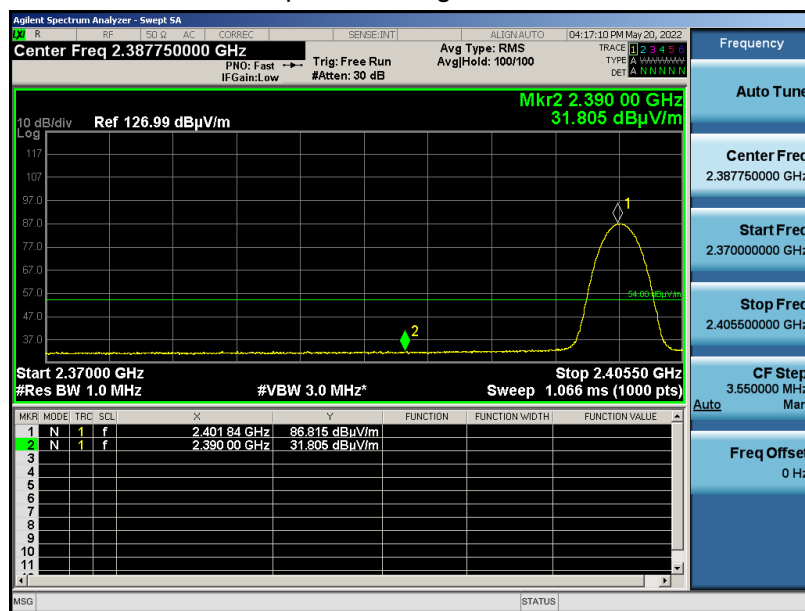 Agilent Spectrum Analyzer - Swept SA
LXI R RF 50 Ω AC CORREC SENSE:INT ALIGN AUTO 04:17:10 PM May 20, 2022
Center Freq 2.387750000 GHz Avg Type: RMS TRACE 1 2 3 4 5 6
PNO: Fast Trig: Free Run Avg|Hold: 100/100 TYPE A WWWWW
IFGain:Low #Atten: 30 dB DET A N N N N N
Mkr2 2.390 00 GHz
31.805 dBµV/m
10 dB/div Ref 126.99 dBµV/m
Log
117
107
97.0
87.0
77.0
67.0
57.0
47.0
37.0
1
54.00 dBµV/m
2
Start 2.37000 GHz Stop 2.40550 GHz
#Res BW 1.0 MHz #VBW 3.0 MHz* Sweep 1.066 ms (1000 pts)
MKR MODE TRC SCL X Y FUNCTION FUNCTION WIDTH FUNCTION VALUE
1 N 1 f 2.401 84 GHz 86.815 dBµV/m
2 N 1 f 2.390 00 GHz 31.805 dBµV/m
3
4
5
6
7
8
9
10
11
MSG STATUS
Frequency
Auto Tune
Center Freq
2.387750000 GHz
Start Freq
2.370000000 GHz
Stop Freq
2.405500000 GHz
CF Step
3.550000 MHz
Auto Man
Freq Offset
0 Hz